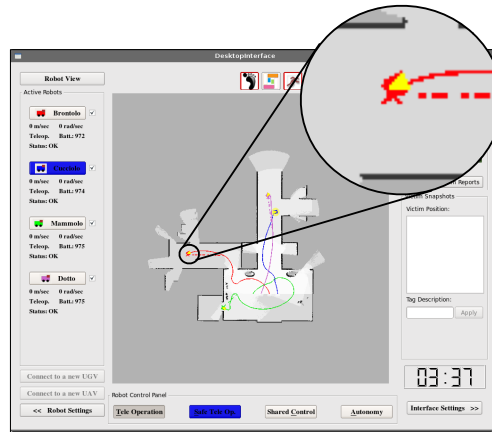 DesktopInterface
Robot View
Active Robots
Brontolo
0 m/sec 0 rad/sec
Teleop. Batt.: 972
Status: OK
0 m/sec 0 rad/sec
Teleop. Batt.: 974
Status: OK
Mammolo
0 m/sec 0 rad/sec
Teleop. Batt.: 975
Status: OK
Dotto
0 m/sec 0 rad/sec
Teleop. Batt.: 975
Status: OK
Connect to a new UGV
Connect to a new UAV
<< Robot Settings
Reports
Snapshots
Victim Position:
Tag Description:
Apply
03:37
Interface Settings >>
Robot Control Panel
Tele Operation
Safe Tele Op.
Shared Control
Autonomy